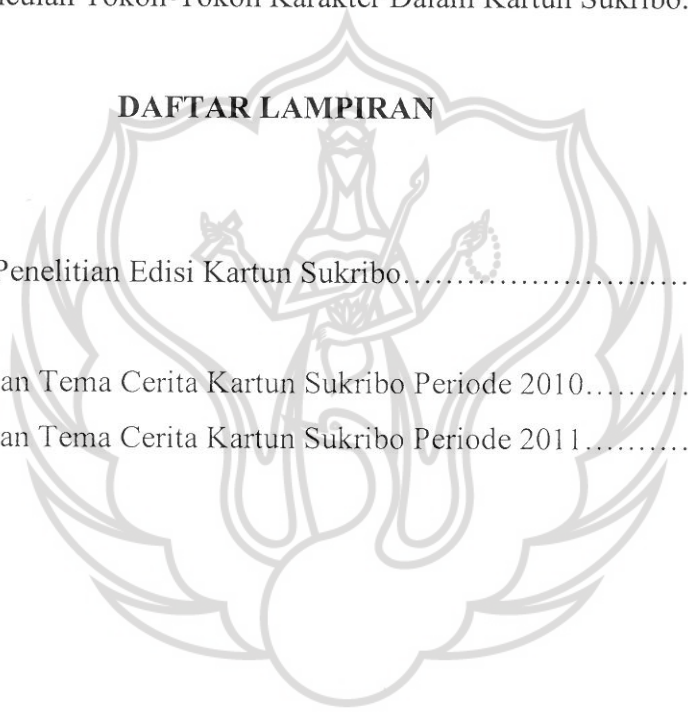 Tokoh-Tokoh Karakter Dalam Kartun Sukribo.
DAFTAR LAMPIRAN
Penelitian Edisi Kartun Sukribo..............................
an Tema Cerita Kartun Sukribo Periode 2010..........
an Tema Cerita Kartun Sukribo Periode 2011..........